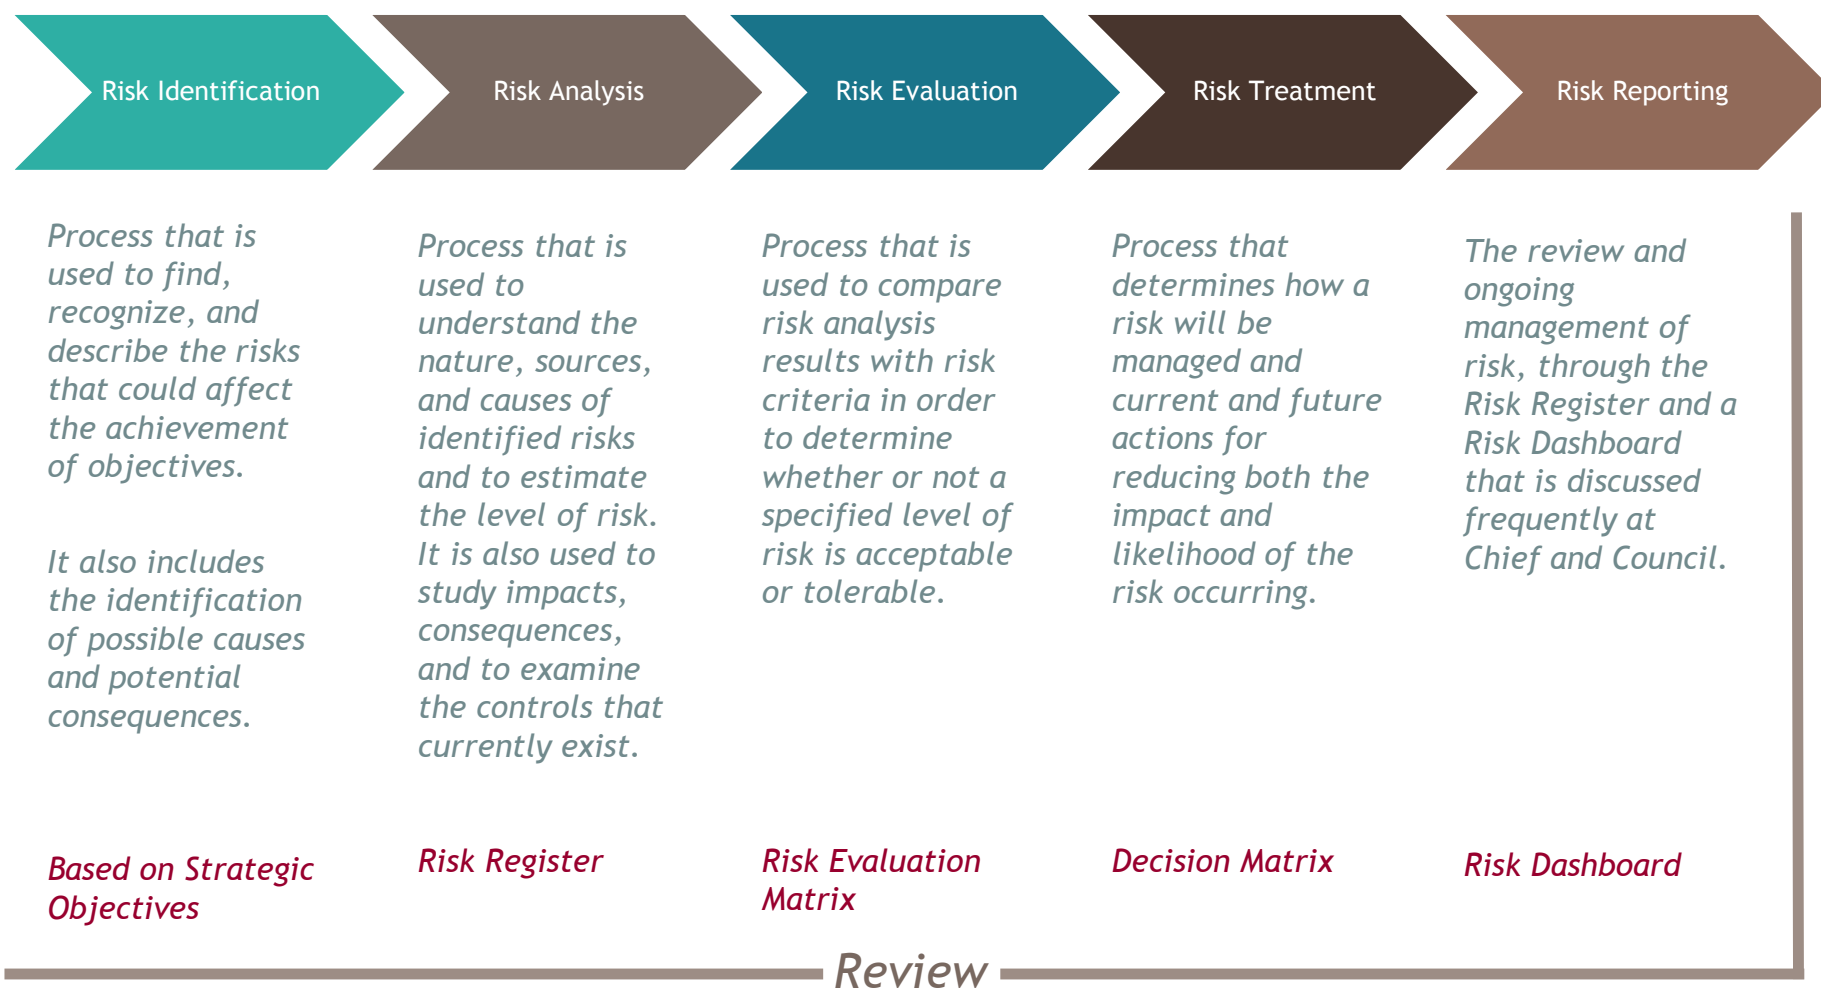 Risk Identification
Risk Analysis
Risk Evaluation
Risk Treatment
Risk Reporting
Process that is
used to find,
recognize, and
describe the risks
that could affect
the achievement
of objectives.
It also includes
the identification
of possible causes
and potential
consequences.
Process that is
used to
understand the
nature, sources,
and causes of
identified risks
and to estimate
the level of risk.
It is also used to
study impacts,
consequences,
and to examine
the controls that
currently exist.
Process that is
used to compare
risk analysis
results with risk
criteria in order
to determine
whether or not a
specified level of
risk is acceptable
or tolerable.
Process that
determines how a
risk will be
managed and
current and future
actions for
reducing both the
impact and
likelihood of the
risk occurring.
The review and
ongoing
management of
risk, through the
Risk Register and a
Risk Dashboard
that is discussed
frequently at
Chief and Council.
Based on Strategic
Objectives
Risk Register
Risk Evaluation
Matrix
Decision Matrix
Risk Dashboard
Review